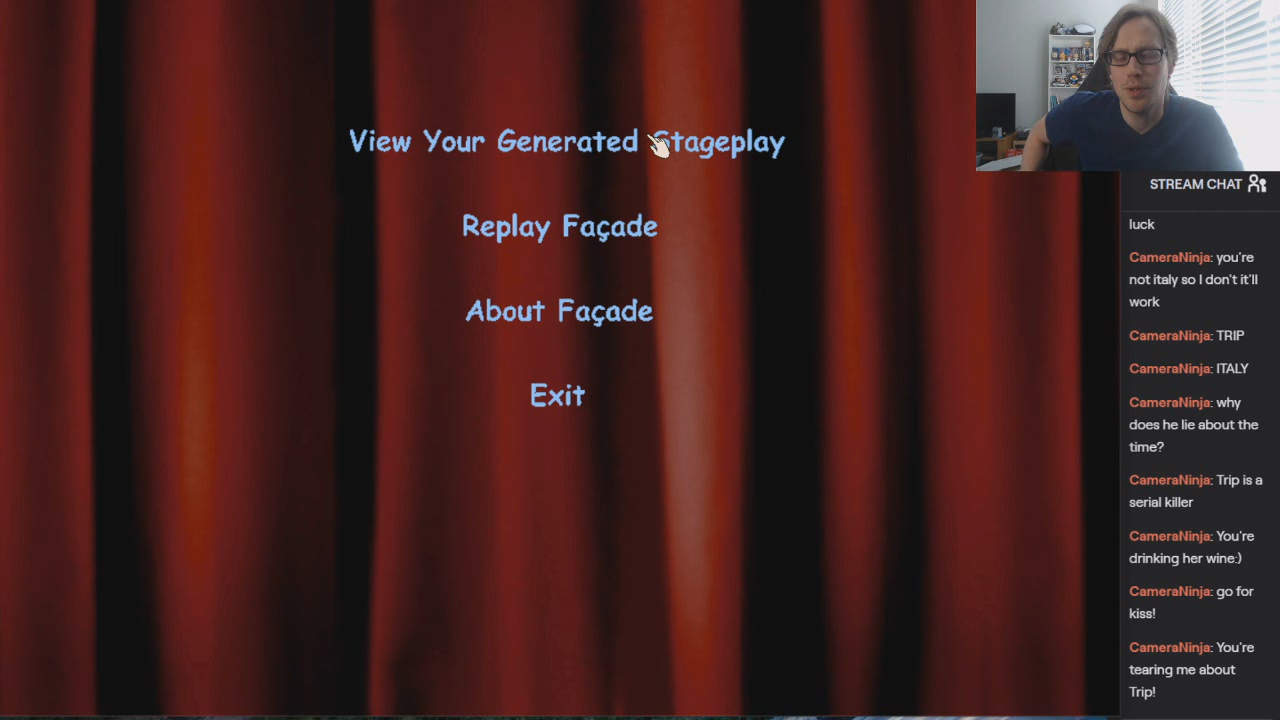 View Your Generated Stageplay
Replay Façade
About Façade
Exit
STREAM CHAT
luck
CameraNinja: you're
not italy so I don't it'll
work
CameraNinja: TRIP
CameraNinja: ITALY
CameraNinja: why
does he lie about the
time?
CameraNinja: Trip is a
serial killer
CameraNinja: You're
drinking her wine:)
CameraNinja: go for
kiss!
CameraNinja: You're
tearing me about
Trip!